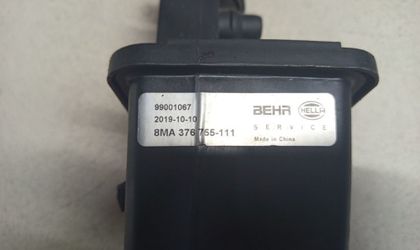 99001067
2019-10-10
8MA 376 755-111
BEHR HELLA
SERVICE
Made in China